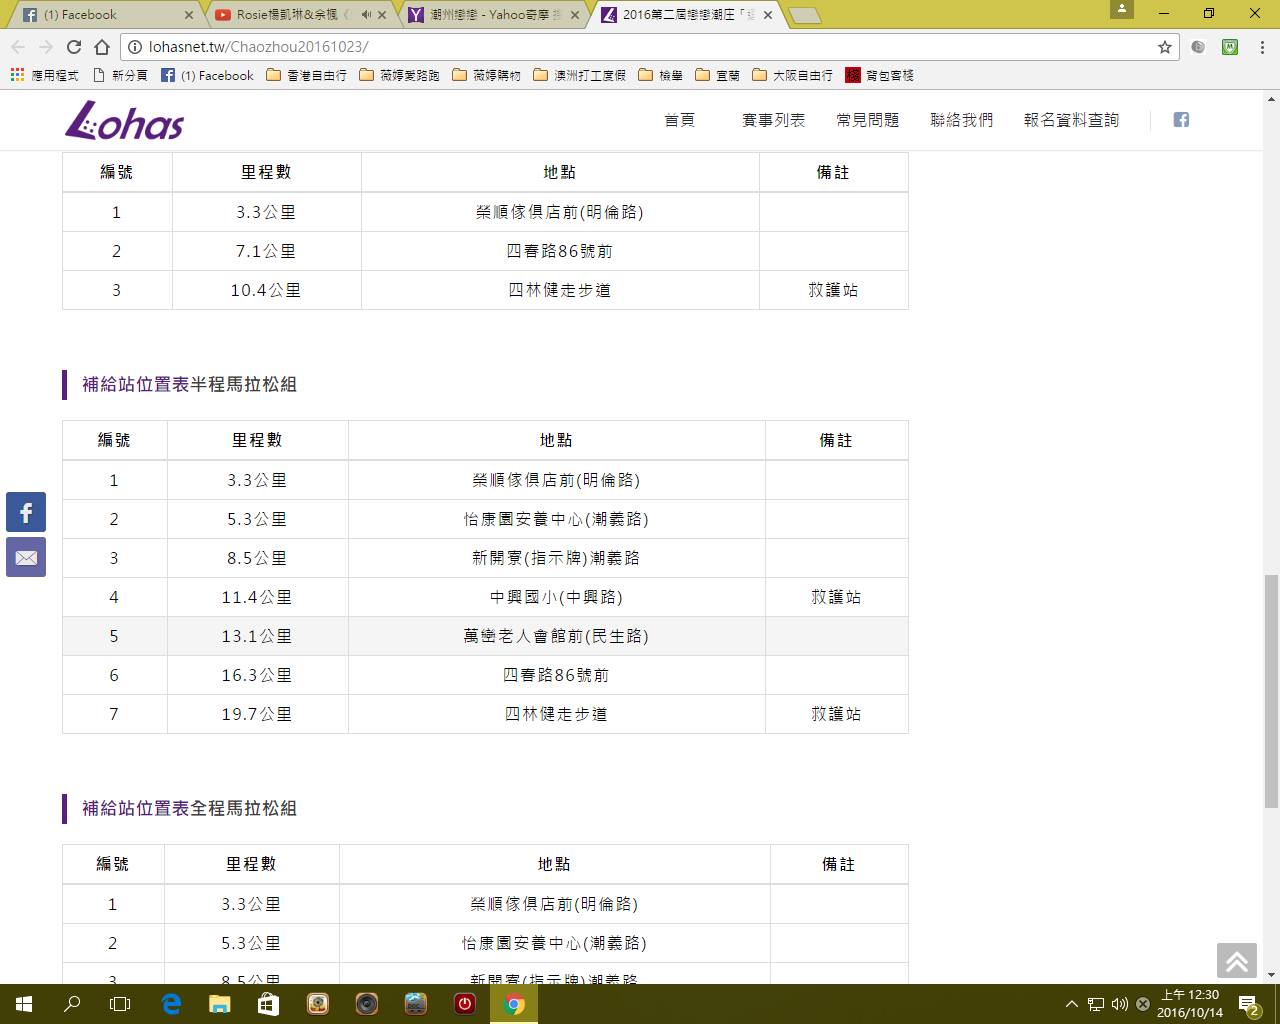 (1) Facebook
Rosie楊凱琳&余楓《
潮州戀戀 - Yahoo奇摩
2016第二屆戀戀潮庄「
lohasnet.tw/Chaozhou20161023/
應用程式
新分頁
(1) Facebook
香港自由行
薇婷愛路跑
薇婷購物
澳洲打工度假
檢舉
宜蘭
大阪自由行
背包客棧
Lohas
首頁
賽事列表
常見問題
聯絡我們
報名資料查詢
編號 里程數 地點 備註
1 3.3公里 榮順傢俱店前(明倫路)
2 7.1公里 四春路86號前
3 10.4公里 四林健走步道 救護站
補給站位置表半程馬拉松組
編號 里程數 地點 備註
1 3.3公里 榮順傢俱店前(明倫路)
2 5.3公里 怡康園安養中心(潮義路)
3 8.5公里 新開寮(指示牌)潮義路
4 11.4公里 中興國小(中興路) 救護站
5 13.1公里 萬巒老人會館前(民生路)
6 16.3公里 四春路86號前
7 19.7公里 四林健走步道 救護站
補給站位置表全程馬拉松組
編號 里程數 地點 備註
1 3.3公里 榮順傢俱店前(明倫路)
2 5.3公里 怡康園安養中心(潮義路)
3 8.5公里 新開寮(指示牌)潮義路
上午 12:30
2016/10/14
2